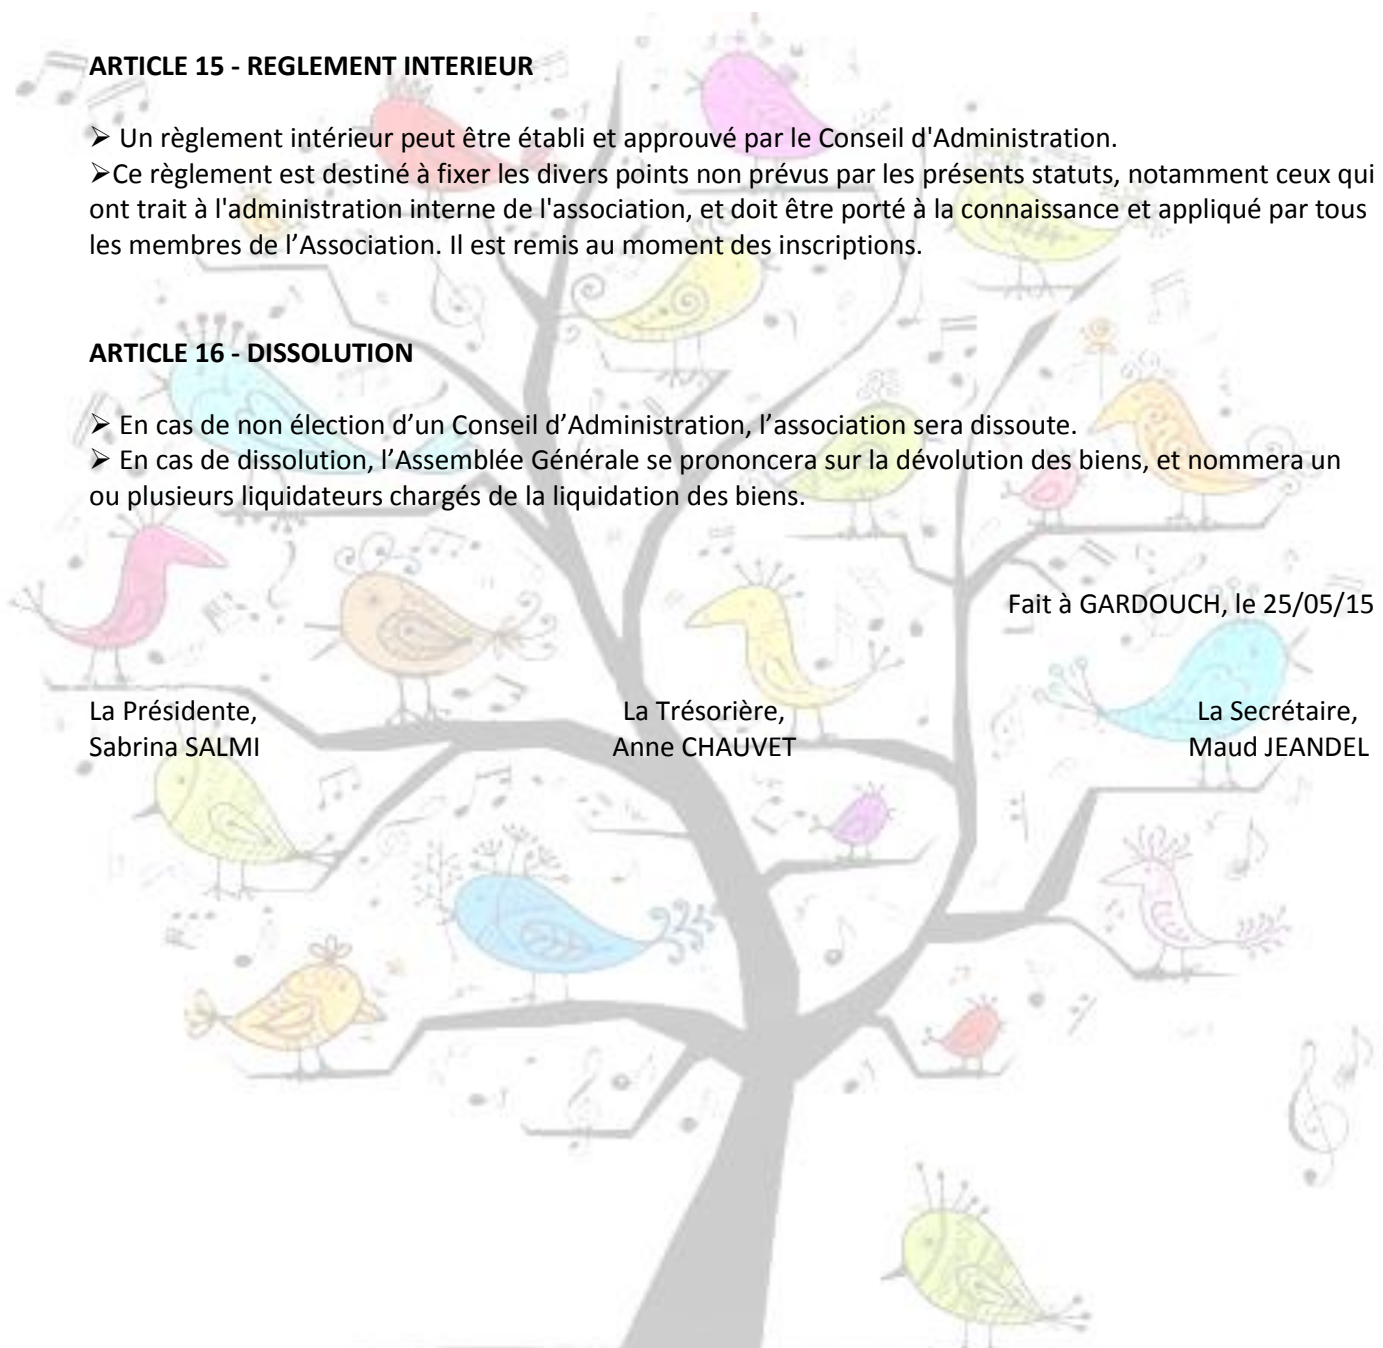 ARTICLE 15 - REGLEMENT INTERIEUR
➢ Un règlement intérieur peut être établi et approuvé par le Conseil d'Administration.
➢Ce règlement est destiné à fixer les divers points non prévus par les présents statuts, notamment ceux qui
ont trait à l'administration interne de l'association, et doit être porté à la connaissance et appliqué par tous
les membres de l’Association. Il est remis au moment des inscriptions.
ARTICLE 16 - DISSOLUTION
➢ En cas de non élection d’un Conseil d’Administration, l’association sera dissoute.
➢ En cas de dissolution, l’Assemblée Générale se prononcera sur la dévolution des biens, et nommera un
ou plusieurs liquidateurs chargés de la liquidation des biens.
Fait à GARDOUCH, le 25/05/15
La Présidente, La Trésorière, La Secrétaire,
Sabrina SALMI Anne CHAUVET Maud JEANDEL